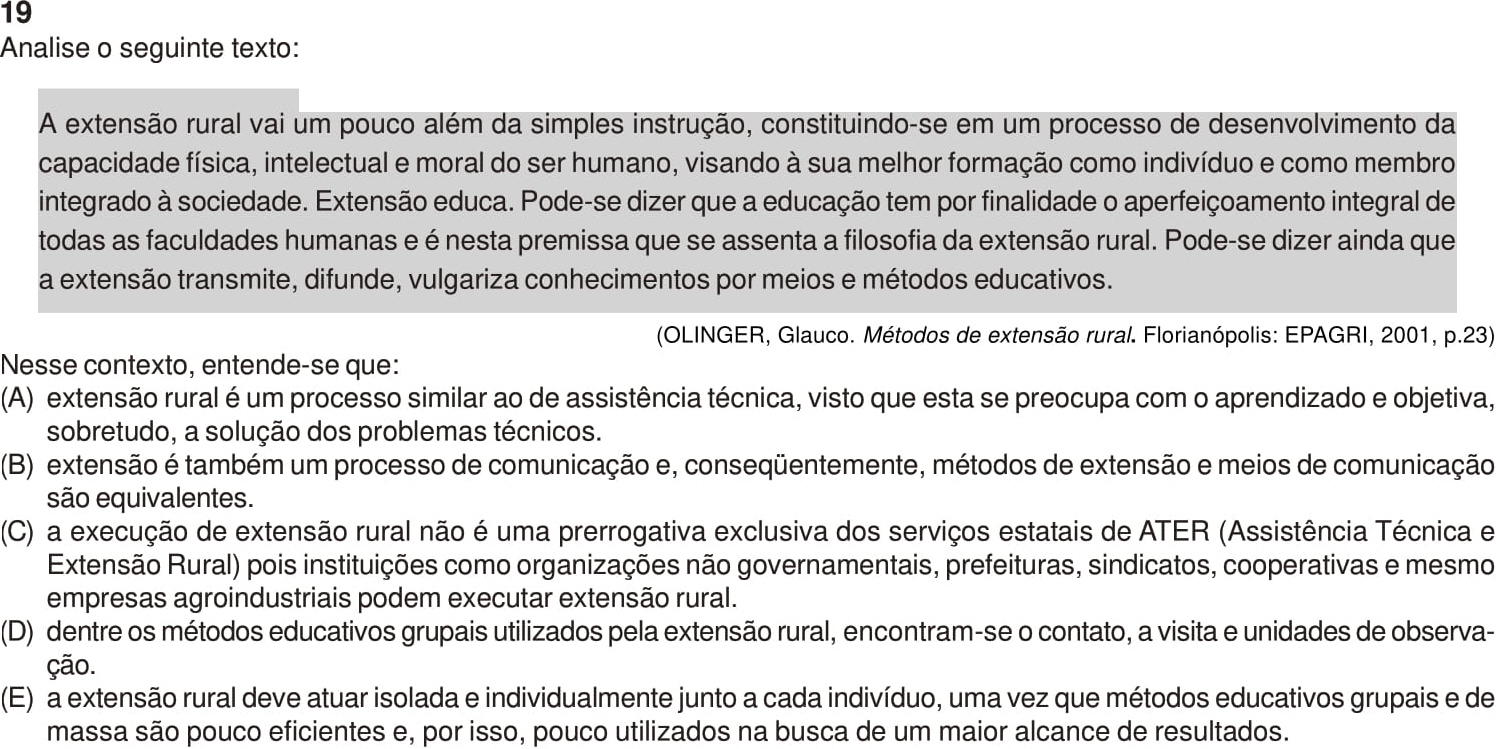 19
Analise o seguinte texto:
A extensão rural vai um pouco além da simples instrução, constituindo-se em um processo de desenvolvimento da
capacidade física, intelectual e moral do ser humano, visando à sua melhor formação como indivíduo e como membro
integrado à sociedade. Extensão educa. Pode-se dizer que a educação tem por finalidade o aperfeiçoamento integral de
todas as faculdades humanas e é nesta premissa que se assenta a filosofia da extensão rural. Pode-se dizer ainda que
a extensão transmite, difunde, vulgariza conhecimentos por meios e métodos educativos.
(OLINGER, Glauco. Métodos de extensão rural. Florianópolis: EPAGRI, 2001, p.23)
Nesse contexto, entende-se que:
(A) extensão rural é um processo similar ao de assistência técnica, visto que esta se preocupa com o aprendizado e objetiva,
sobretudo, a solução dos problemas técnicos.
(B) extensão é também um processo de comunicação e, conseqüentemente, métodos de extensão e meios de comunicação
são equivalentes.
(C) a execução de extensão rural não é uma prerrogativa exclusiva dos serviços estatais de ATER (Assistência Técnica e
Extensão Rural) pois instituições como organizações não governamentais, prefeituras, sindicatos, cooperativas e mesmo
empresas agroindustriais podem executar extensão rural.
(D) dentre os métodos educativos grupais utilizados pela extensão rural, encontram-se o contato, a visita e unidades de observa-
ção.
(E) a extensão rural deve atuar isolada e individualmente junto a cada indivíduo, uma vez que métodos educativos grupais e de
massa são pouco eficientes e, por isso, pouco utilizados na busca de um maior alcance de resultados.